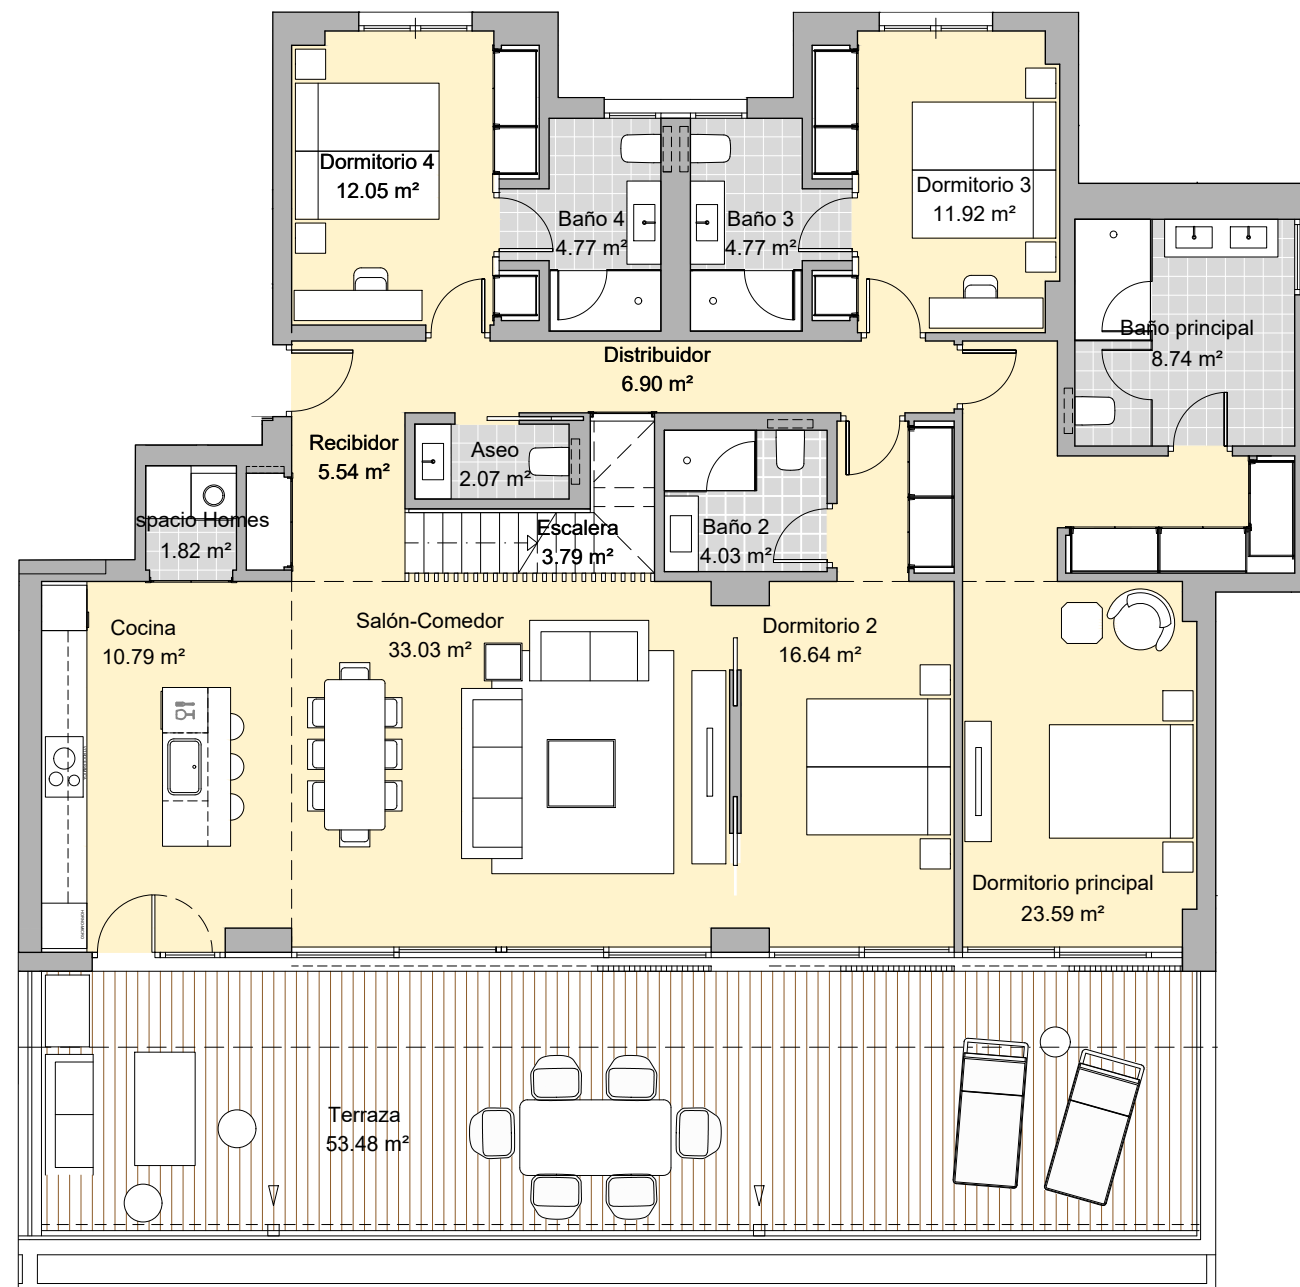 Dormitorio 4
12.05 m²
Dormitorio 3
11.92 m²
Baño 4
4.77 m²
Baño 3
4.77 m²
Baño principal
8.74 m²
Distribuidor
6.90 m²
Recibidor
5.54 m²
Aseo
2.07 m²
spacio Homes
1.82 m²
Escalera
3.79 m²
Baño 2
4.03 m²
Cocina
10.79 m²
Salón-Comedor
33.03 m²
Dormitorio 2
16.64 m²
Dormitorio principal
23.59 m²
Terraza
53.48 m²